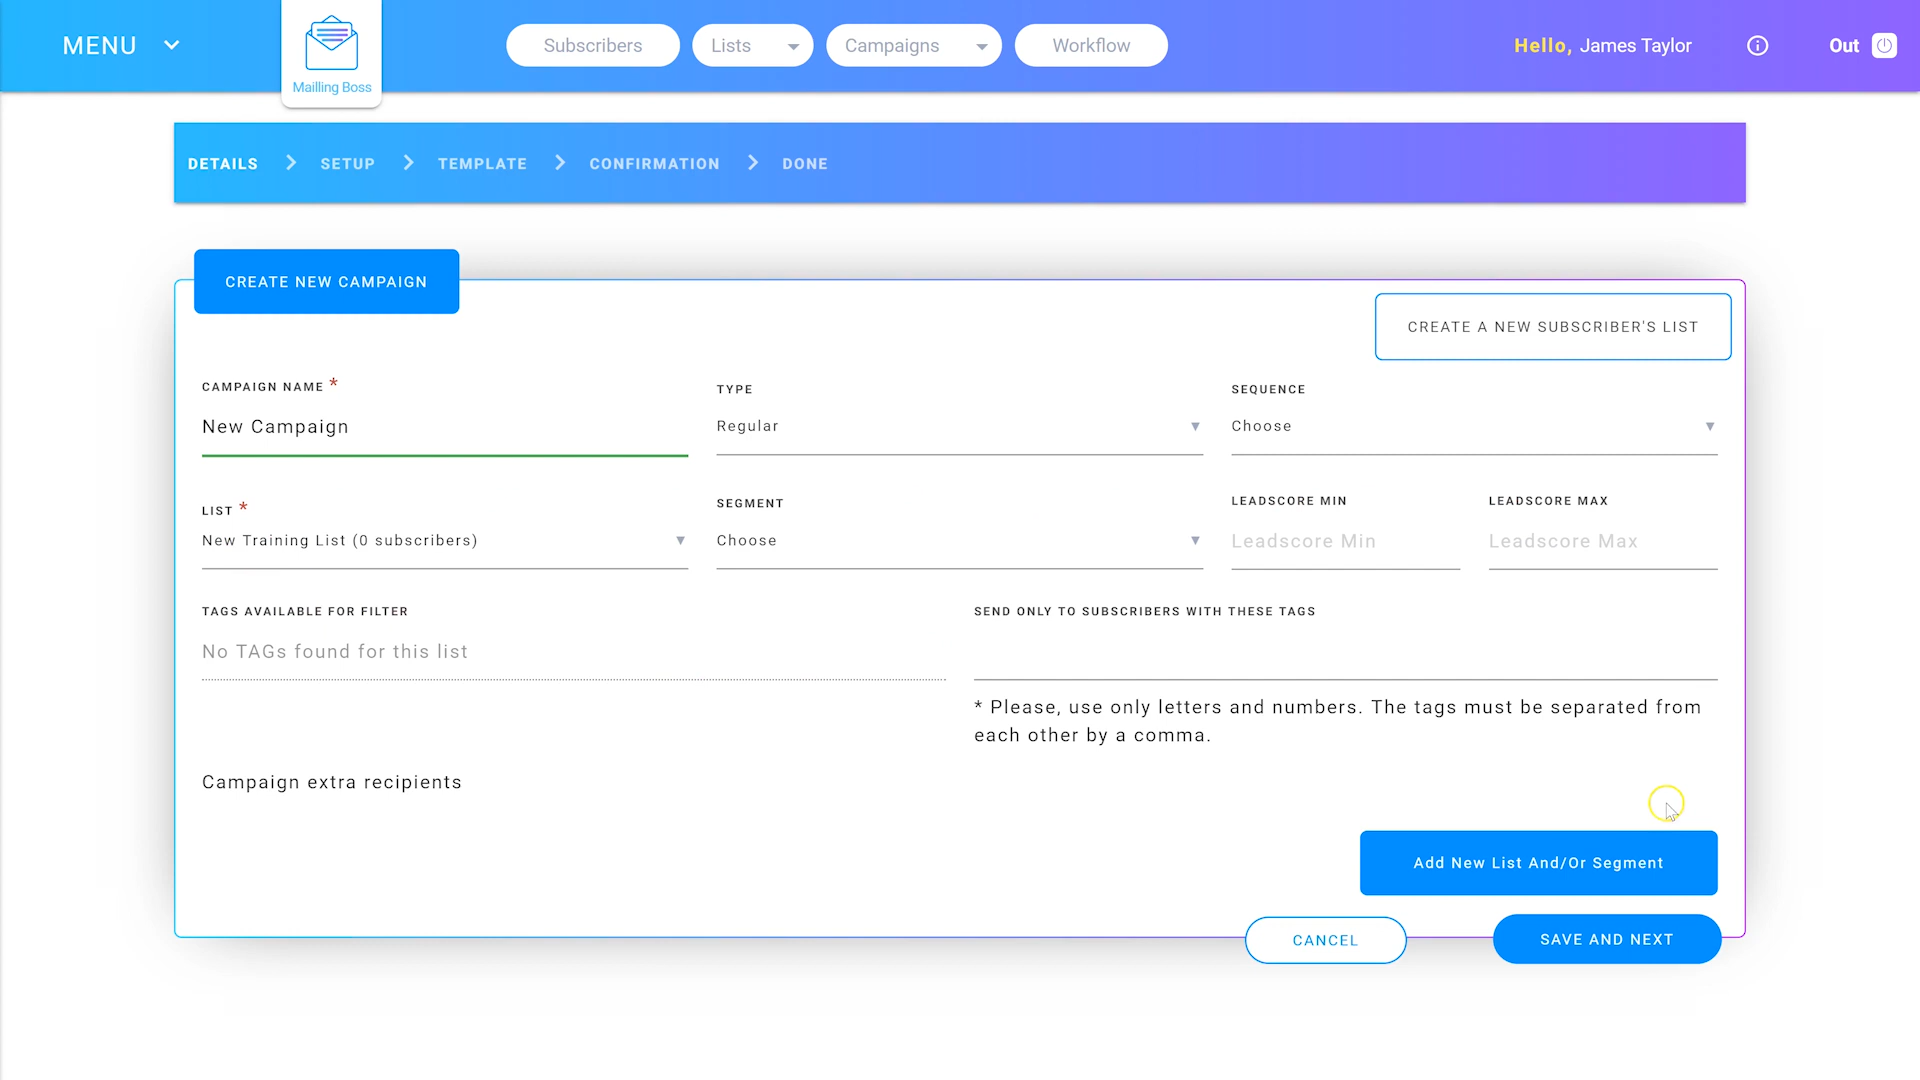 MENU
Mailling Boss
Subscribers
Lists
Campaigns
Workflow
Hello, James Taylor
Out
DETAILS
SETUP
TEMPLATE
CONFIRMATION
DONE
CREATE NEW CAMPAIGN
CREATE A NEW SUBSCRIBER'S LIST
CAMPAIGN NAME *
New Campaign
TYPE
Regular
SEQUENCE
Choose
LIST *
New Training List (0 subscribers)
SEGMENT
Choose
LEADSCORE MIN
Leadscore Min
LEADSCORE MAX
Leadscore Max
TAGS AVAILABLE FOR FILTER
No TAGs found for this list
SEND ONLY TO SUBSCRIBERS WITH THESE TAGS
* Please, use only letters and numbers. The tags must be separated from
each other by a comma.
Campaign extra recipients
Add New List And/Or Segment
CANCEL
SAVE AND NEXT